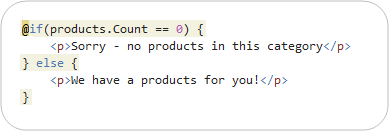 @if(products.Count == 0) {
    <p>Sorry - no products in this category</p>
} else {
    <p>We have a products for you!</p>
}